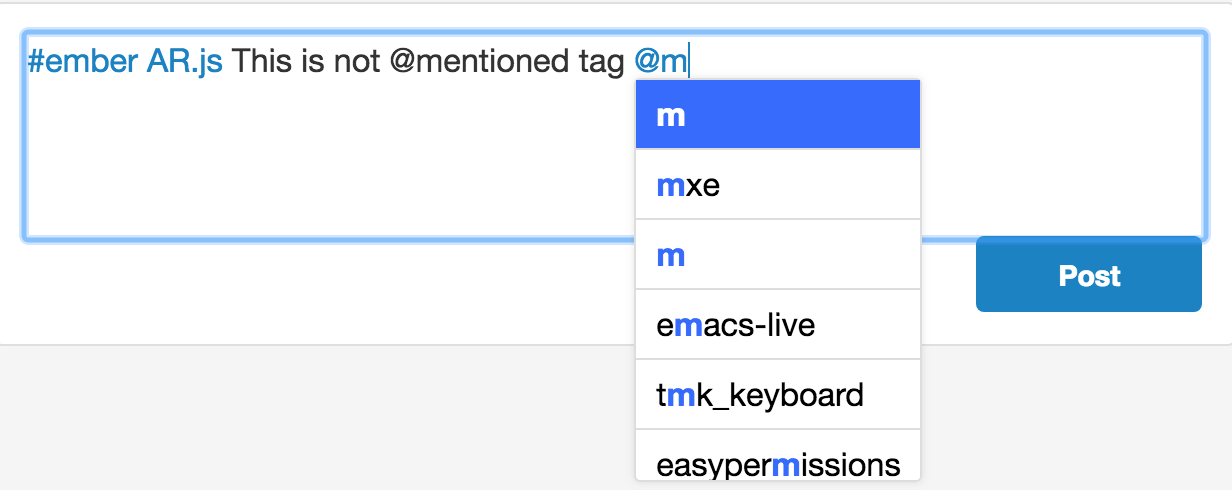 #ember AR.js This is not @mentioned tag @m
m
mxe
m
emacs-live
Post
tmk_keyboard
easypermissions